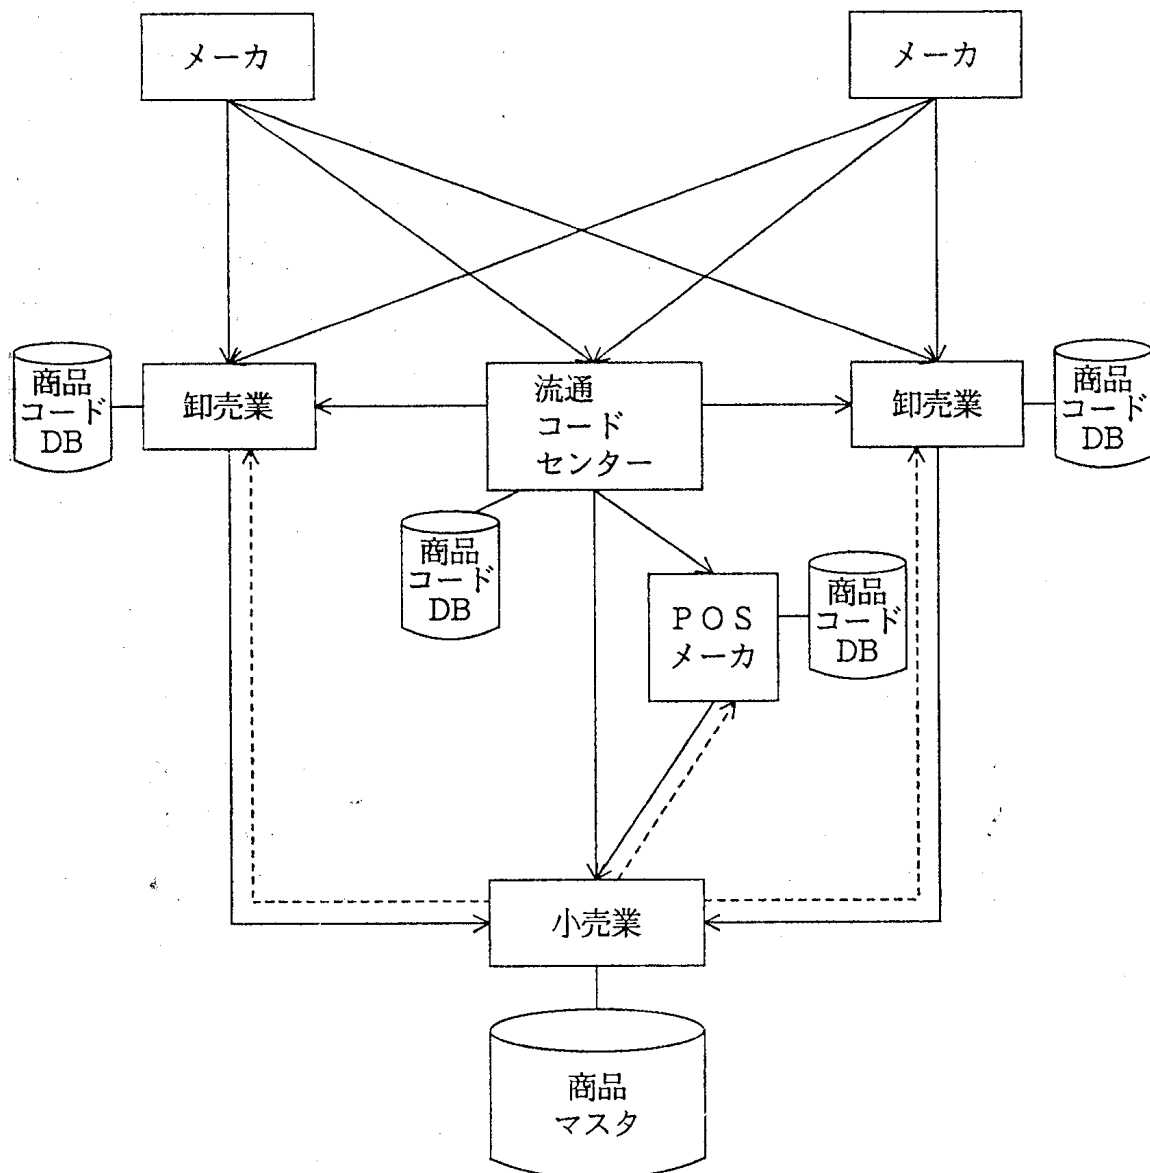 メーカ
メーカ
商品
コード
DB
卸売業
流通
コード
センター
卸売業
商品
コード
DB
商品
コード
DB
POS
メーカ
商品
コード
DB
小売業
商品
マスタ